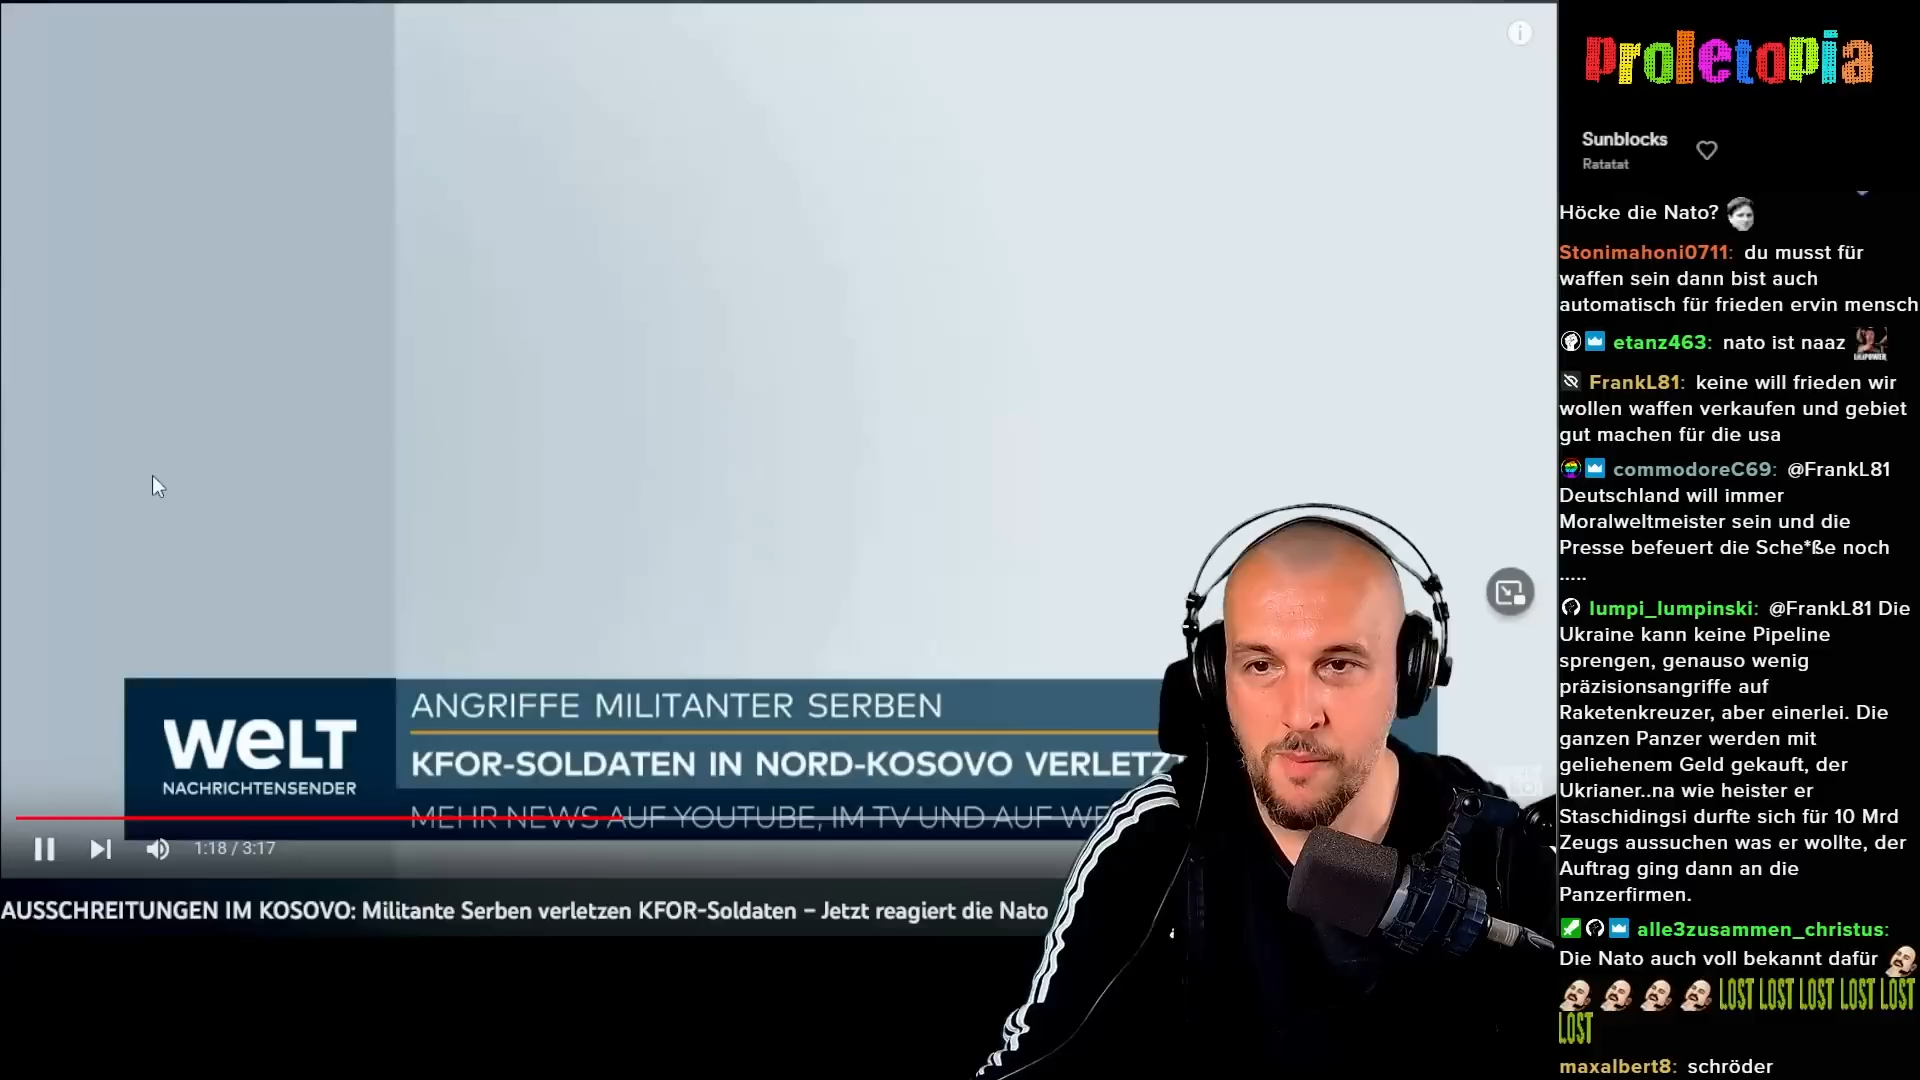 ANGRIFFE MILITANTER SERBEN
WELT
NACHRICHTENSENDER
KFOR-SOLDATEN IN NORD-KOSOVO VERLETZT
MEHR NEWS AUF YOUTUBE, IM TV UND AUF WE
1:18 / 3:17
AUSSCHREITUNGEN IM KOSOVO: Militante Serben verletzen KFOR-Soldaten – Jetzt reagiert die Nato
Proletopia
Sunblocks
Ratatat
Höcke die Nato?
Stonimahoni0711: du musst für
waffen sein dann bist auch
automatisch für frieden ervin mensch
etanz463: nato ist naaz
FrankL81: keine will frieden wir
wollen waffen verkaufen und gebiet
gut machen für die usa
commodoreC69: @FrankL81
Deutschland will immer
Moralweltmeister sein und die
Presse befeuert die Sche*ße noch
.....
lumpi_lumpinski: @FrankL81 Die
Ukraine kann keine Pipeline
sprengen, genauso wenig
präzisionsangriffe auf
Raketenkreuzer, aber einerlei. Die
ganzen Panzer werden mit
geliehenem Geld gekauft, der
Ukrianer..na wie heister er
Staschidingsi durfte sich für 10 Mrd
Zeugs aussuchen was er wollte, der
Auftrag ging dann an die
Panzerfirmen.
alle3zusammen_christus:
Die Nato auch voll bekannt dafür
LOST LOST LOST LOST LOST
LOST
maxalbert8: schröder